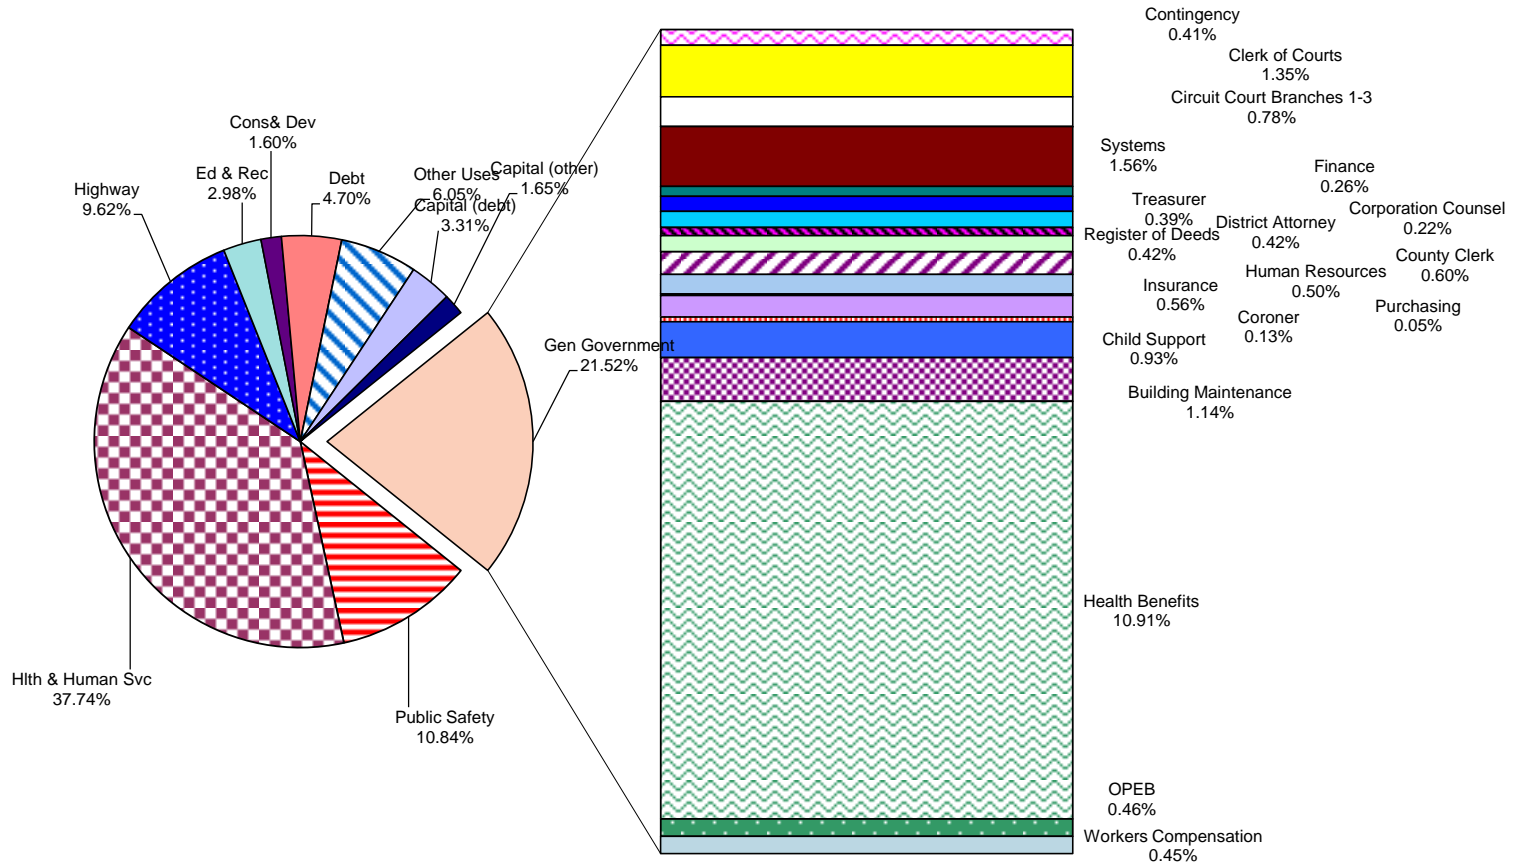 Contingency
0.41%
Clerk of Courts
1.35%
Circuit Court Branches 1-3
0.78%
Systems
1.56%
Finance
0.26%
Treasurer
0.39%
District Attorney
0.42%
Corporation Counsel
0.22%
Register of Deeds
0.42%
County Clerk
0.60%
Human Resources
0.50%
Insurance
0.56%
Purchasing
0.05%
Coroner
0.13%
Child Support
0.93%
Building Maintenance
1.14%
Health Benefits
10.91%
OPEB
0.46%
Workers Compensation
0.45%
Cons& Dev
1.60%
Ed & Rec
2.98%
Highway
9.62%
Debt
4.70%
Other Uses
6.05%
Capital (other)
1.65%
Capital (debt)
3.31%
Gen Government
21.52%
Hlth & Human Svc
37.74%
Public Safety
10.84%